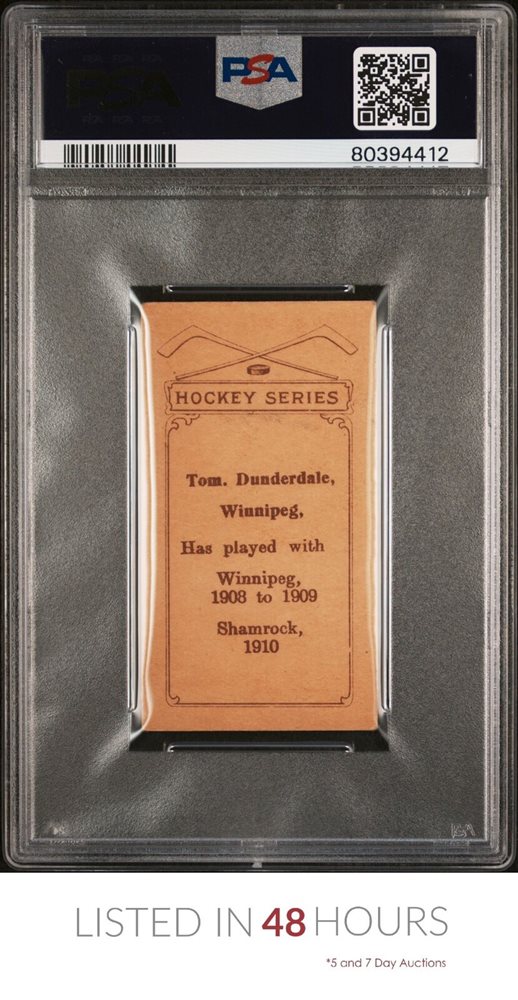 PSA
80394412
HOCKEY SERIES
Tom. Dunderdale,
Winnipeg,
Has played with
Winnipeg,
1908 to 1909
Shamrock,
1910
LISTED IN 48 HOURS
*5 and 7 Day Auctions